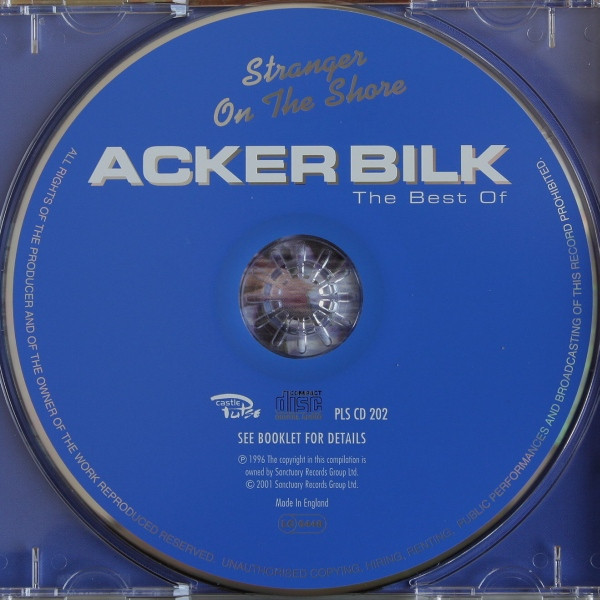 Stranger
On The Shore
ACKER BILK
The Best Of
castle
Pulse
COMPACT
disc
DIGITAL AUDIO
PLS CD 202
SEE BOOKLET FOR DETAILS
℗ 1996 The copyright in this compilation is
owned by Sanctuary Records Group Ltd.
© 2001 Sanctuary Records Group Ltd.
Made In England
ALL RIGHTS OF THE PRODUCER AND OF THE OWNER OF THE WORK REPRODUCED RESERVED. UNAUTHORISED COPYING, HIRING, RENTING, PUBLIC PERFORMANCES AND BROADCASTING OF THIS RECORD PROHIBITED.